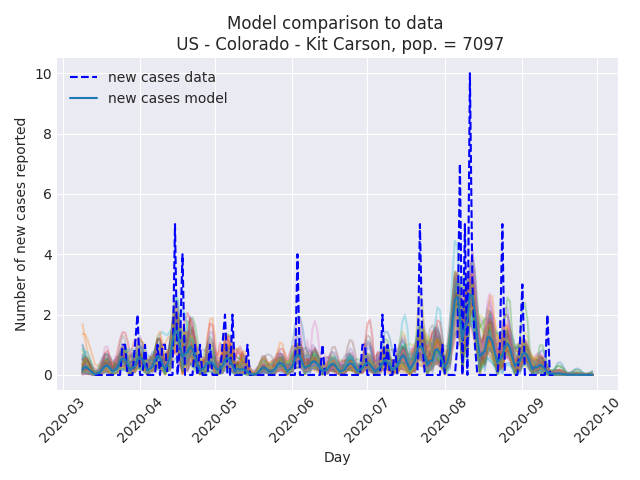 Model comparison to data
US - Colorado - Kit Carson, pop. = 7097
new cases data
new cases model
Number of new cases reported
10
8
6
4
2
0
2020-03
2020-04
2020-05
2020-06
2020-07
2020-08
2020-09
2020-10
Day